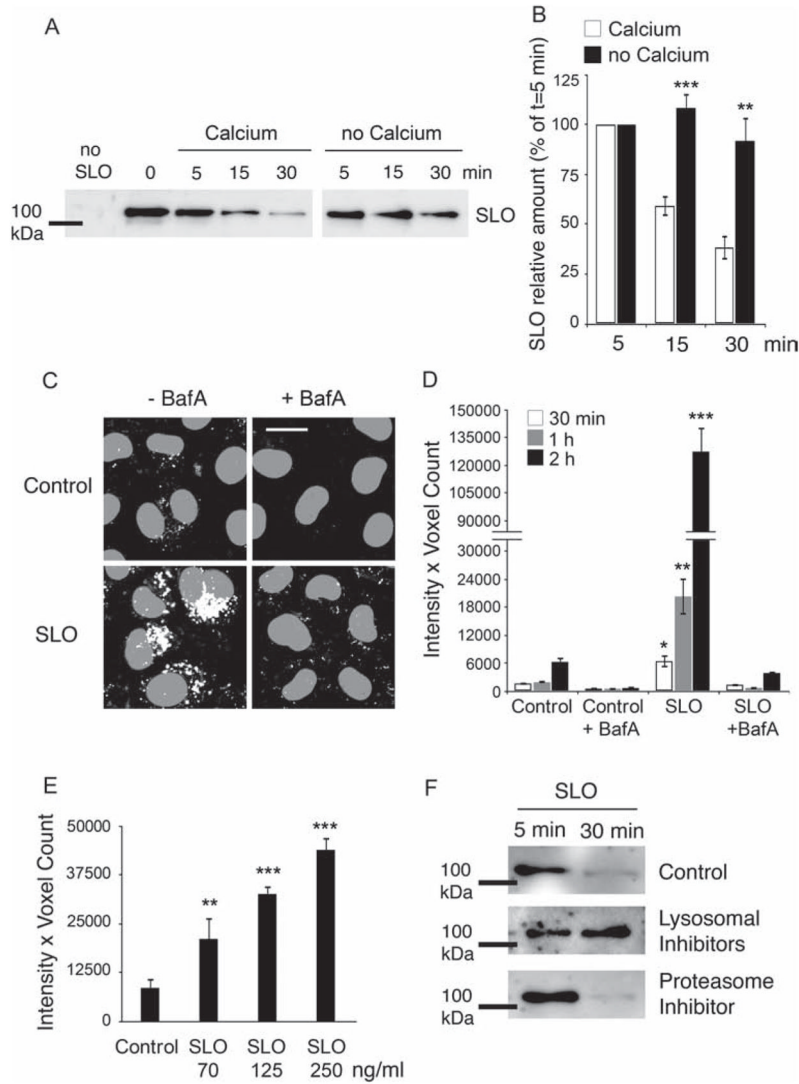 A
Calcium
no Calcium
no
SLO 0 5 15 30 5 15 30 min
100
kDa
SLO
B
Calcium
no Calcium
SLO relative amount (% of t=5 min)
125
100
75
50
25
0
***
**
5 15 30 min
C
- BafA + BafA
Control
SLO
D
Intensity x Voxel Count
150000
135000
120000
105000
90000
30000
24000
18000
12000
6000
0
30 min
1 h
2 h
***
**
*
Control Control SLO SLO
+ BafA +BafA
E
Intensity x Voxel Count
50000
37500
25000
12500
0
**
***
***
Control SLO SLO SLO
70 125 250 ng/ml
F
SLO
5 min 30 min
100
kDa
Control
100
kDa
Lysosomal
Inhibitors
100
kDa
Proteasome
Inhibitor